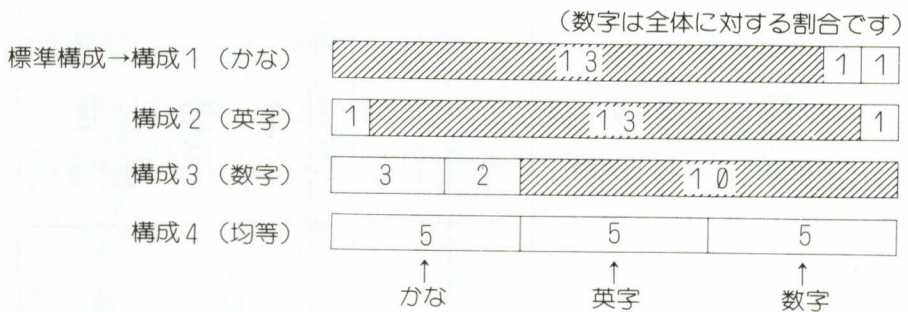 （数字は全体に対する割合です）
標準構成→構成1（かな） 13 1 1
構成2（英字） 1 13 1
構成3（数字） 3 2 10
構成4（均等） 5 5 5
↑ ↑ ↑
かな 英字 数字